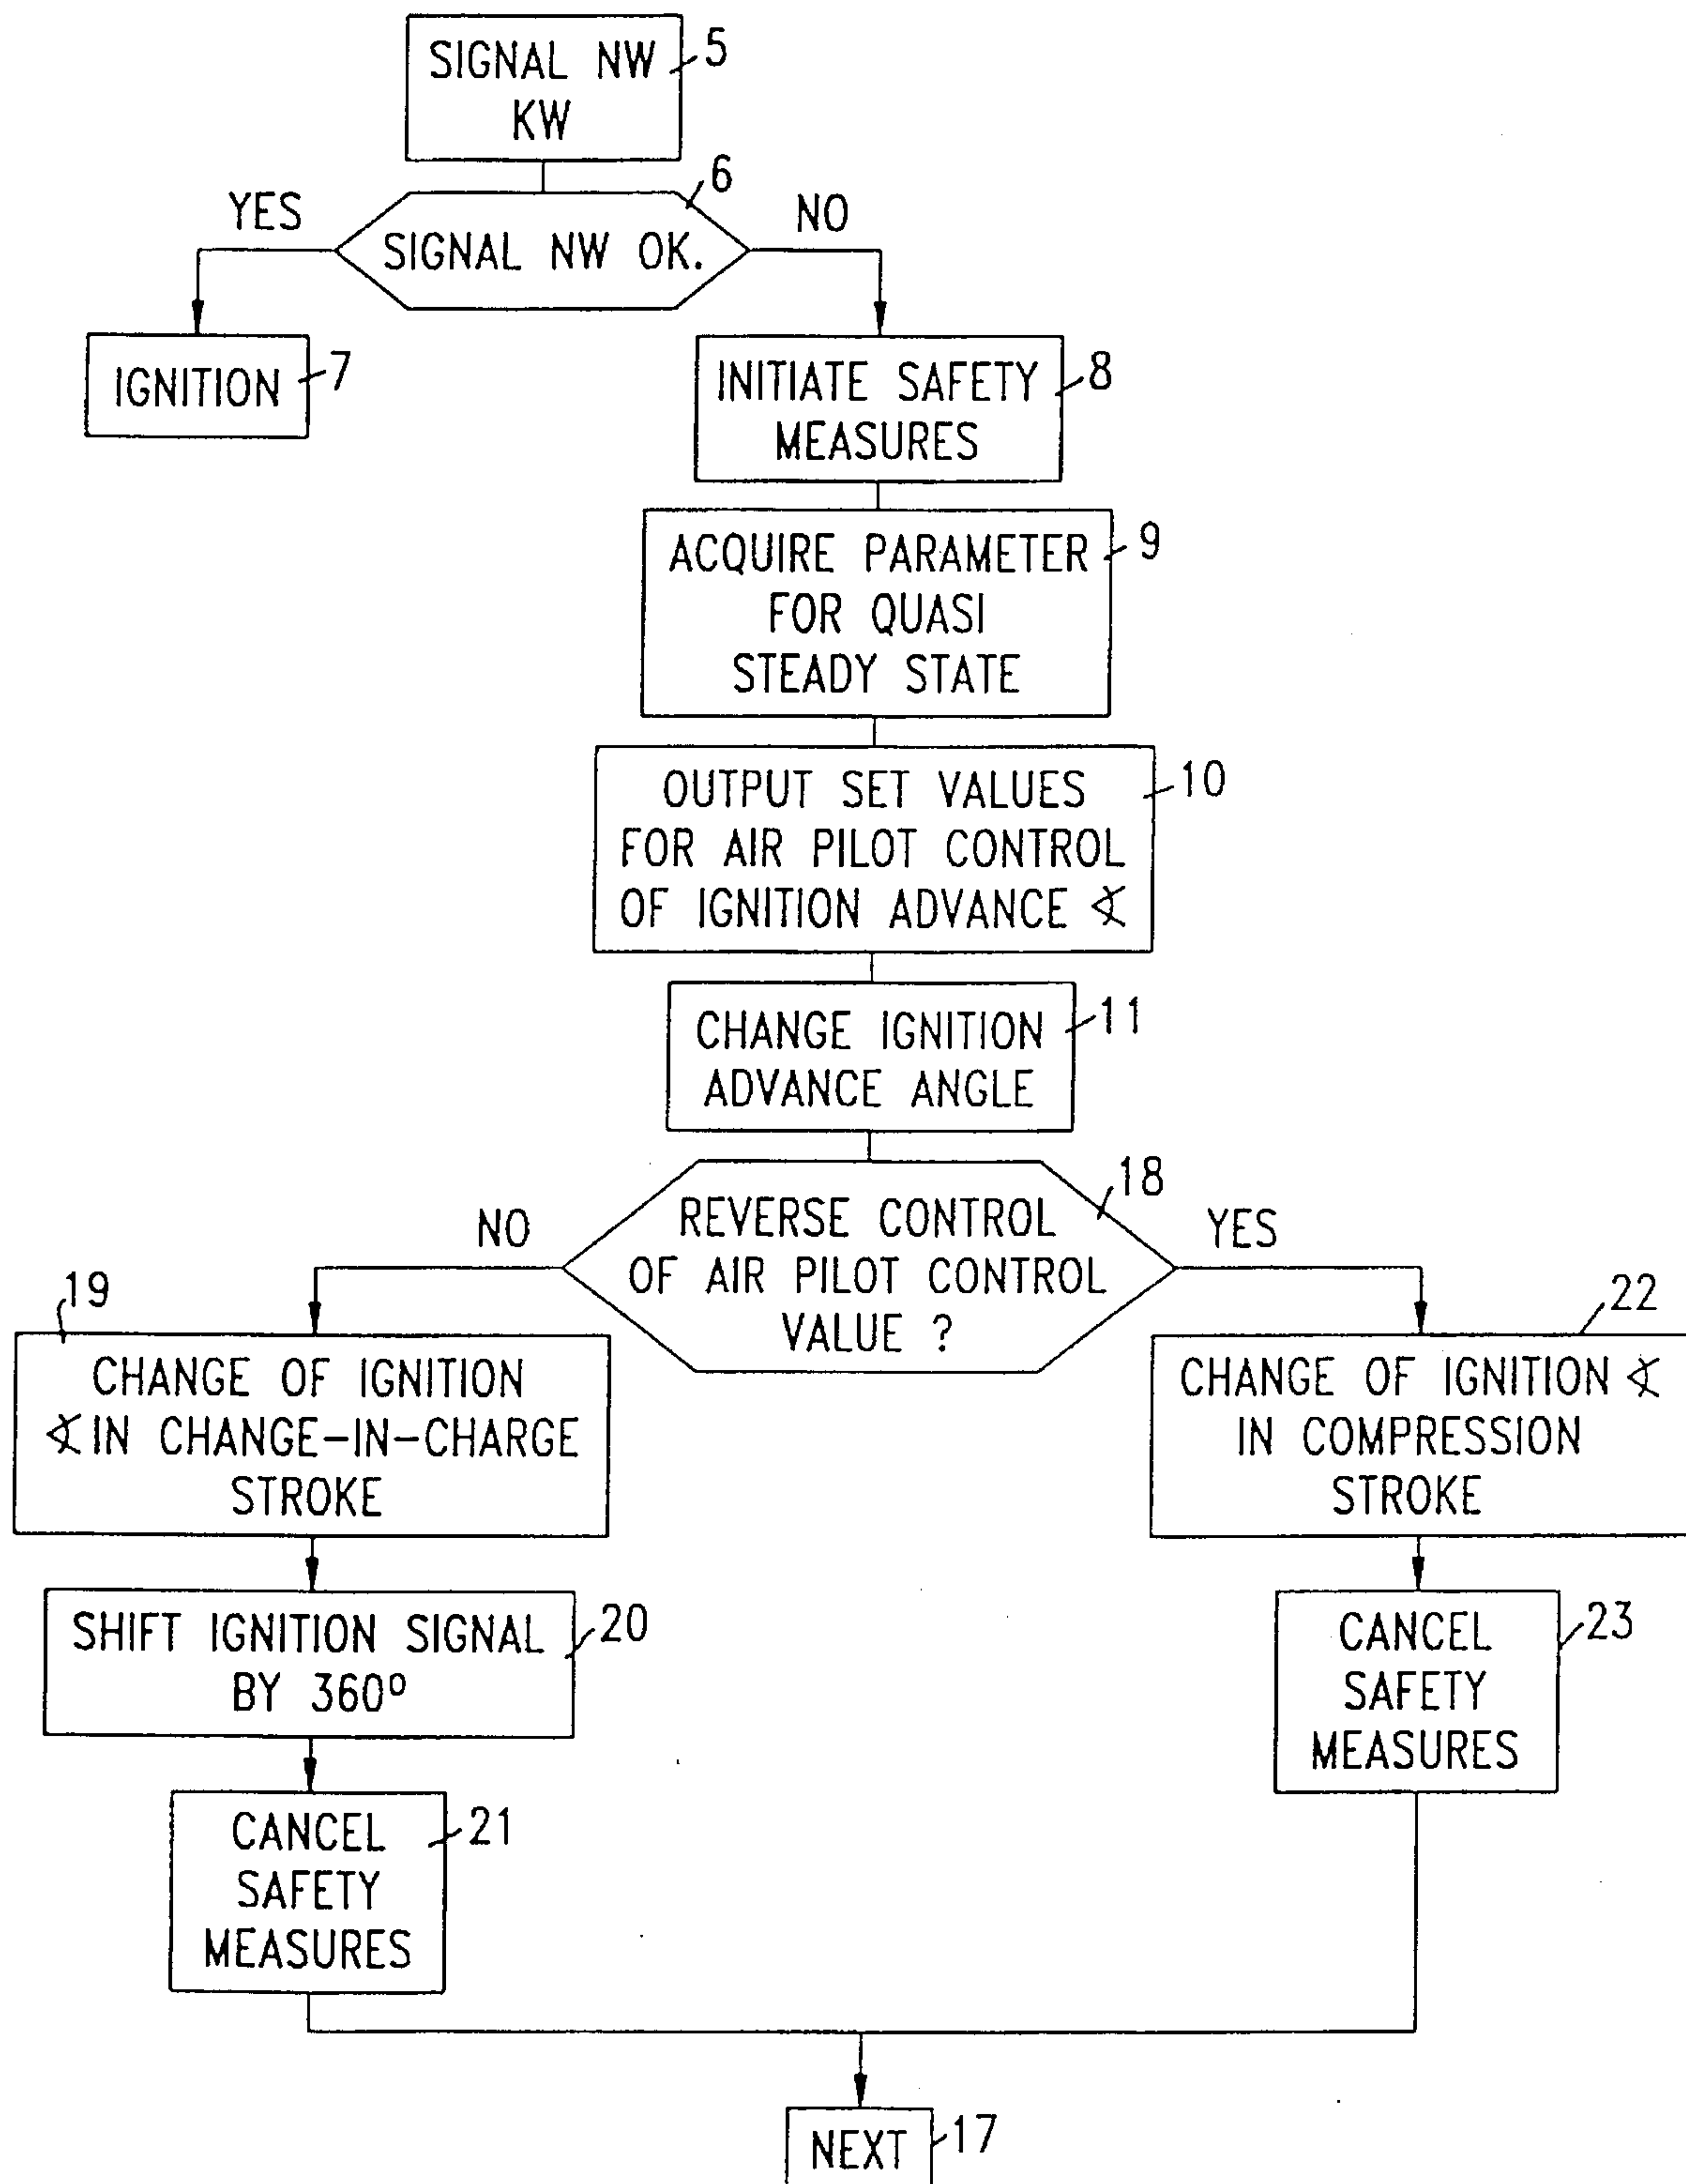 SIGNAL NW
KW
5
6
YES
NO
SIGNAL NW OK.
IGNITION
7
INITIATE SAFETY
MEASURES
8
ACQUIRE PARAMETER
FOR QUASI
STEADY STATE
9
OUTPUT SET VALUES
FOR AIR PILOT CONTROL
OF IGNITION ADVANCE ∢
10
CHANGE IGNITION
ADVANCE ANGLE
11
18
NO
YES
REVERSE CONTROL
OF AIR PILOT CONTROL
VALUE ?
19
CHANGE OF IGNITION
∢ IN CHANGE-IN-CHARGE
STROKE
22
CHANGE OF IGNITION ∢
IN COMPRESSION
STROKE
SHIFT IGNITION SIGNAL
BY 360º
20
CANCEL
SAFETY
MEASURES
23
CANCEL
SAFETY
MEASURES
21
NEXT
17